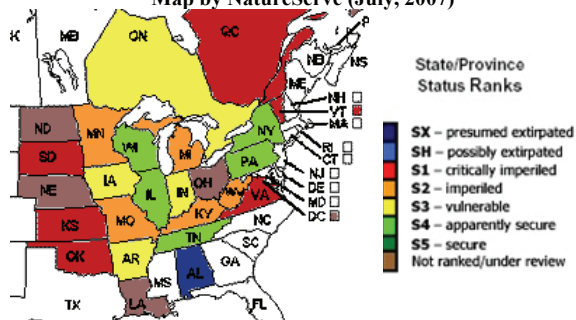 Map by NatureServe (July, 2007)
MB
ON
QC
P
NB
NS
ME
NH
VT
MA
RI
CT
NJ
DE
MD
DC
ND
MN
WI
MI
NY
SD
PA
NE
IA
IL
IN
OH
WV
VA
KS
MO
KY
NC
TN
SC
OK
AR
MS
AL
GA
TX
LA
FL
State/Province
Status Ranks
SX – presumed extirpated
SH – possibly extirpated
S1 – critically imperiled
S2 – imperiled
S3 – vulnerable
S4 – apparently secure
S5 – secure
Not ranked/under review